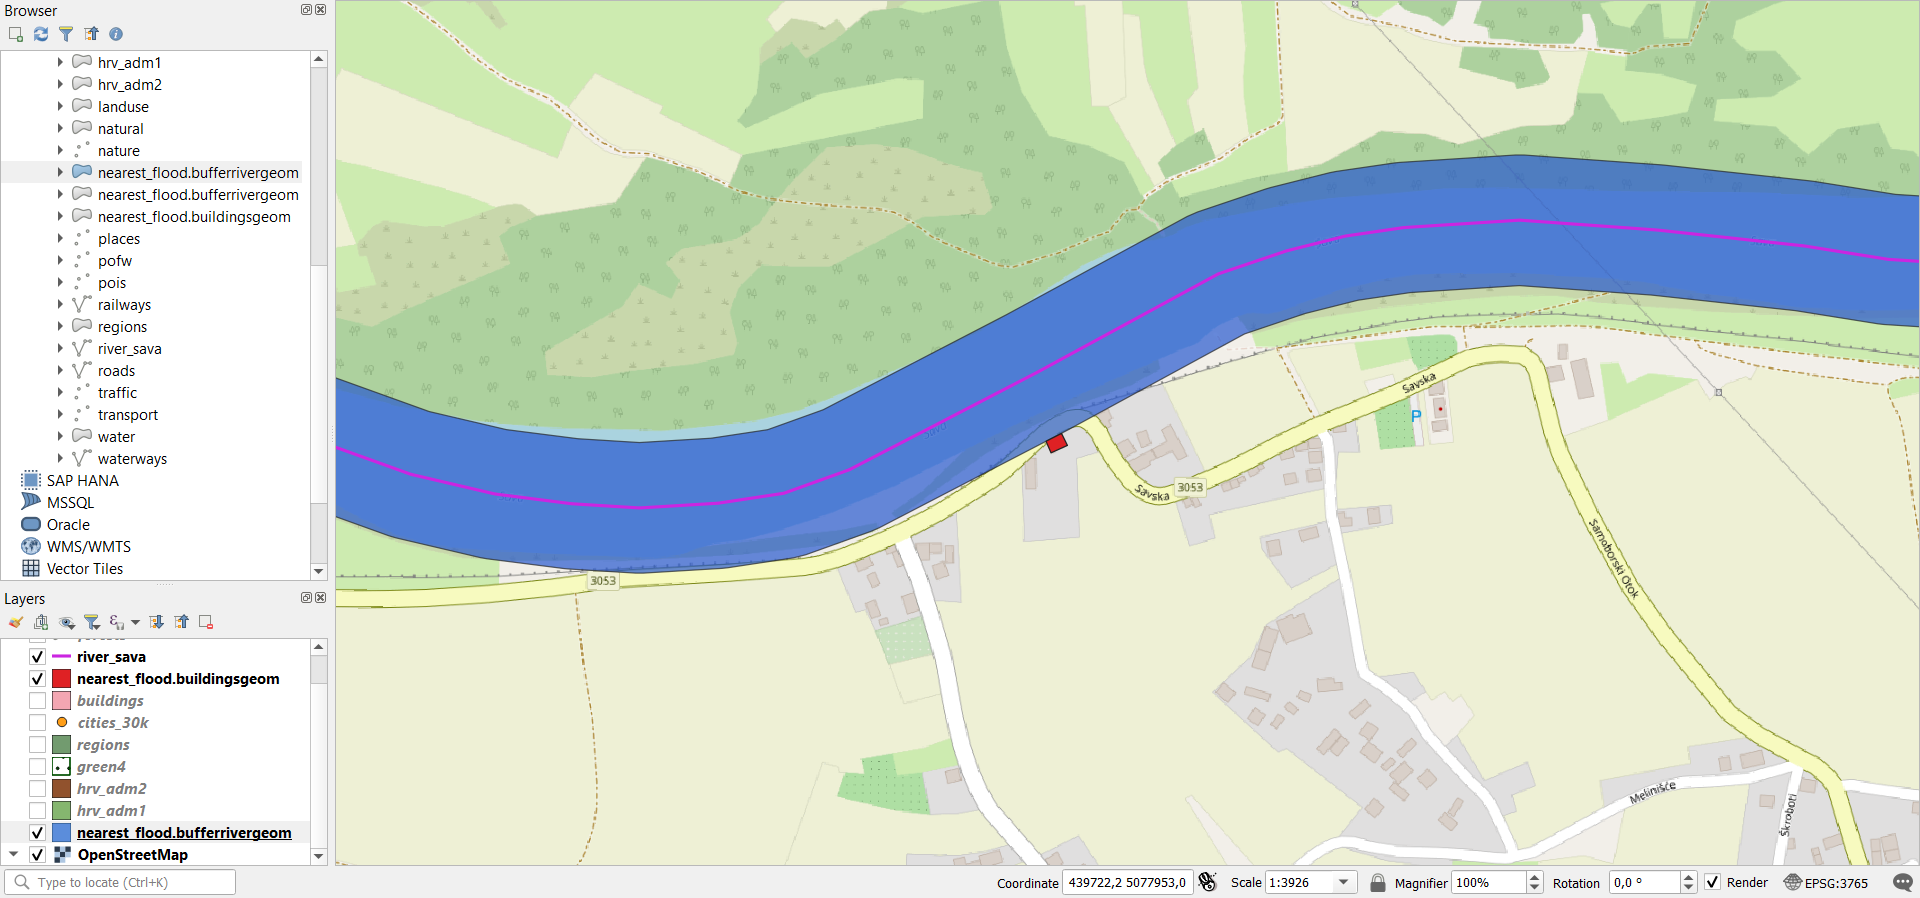 Browser
hrv_adm1
hrv_adm2
landuse
natural
nature
nearest_flood.bufferrivergeom
nearest_flood.bufferrivergeom
nearest_flood.buildingsgeom
places
pofw
pois
railways
regions
river_sava
roads
traffic
transport
water
waterways
SAP HANA
MSSQL
Oracle
WMS/WMTS
Vector Tiles
Layers
river_sava
nearest_flood.buildingsgeom
buildings
cities_30k
regions
green4
hrv_adm2
hrv_adm1
nearest_flood.bufferrivergeom
OpenStreetMap
Savska
P
Savska
3053
3053
Samoborski Otok
Melinišće
Škroboti
Type to locate (Ctrl+K)
Coordinate 439722,2 5077953,0
Scale 1:3926
Magnifier 100%
Rotation 0,0 °
Render
EPSG:3765